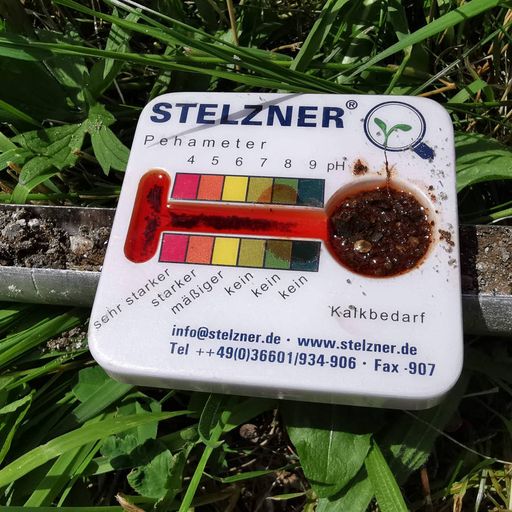 STELZNER®
Pehameter
4 5 6 7 8 9 pH
sehr starker
starker
mäßiger
kein
kein
kein
Kalkbedarf
info@stelzner.de · www.stelzner.de
Tel ++49(0)36601/934-906 · Fax -907